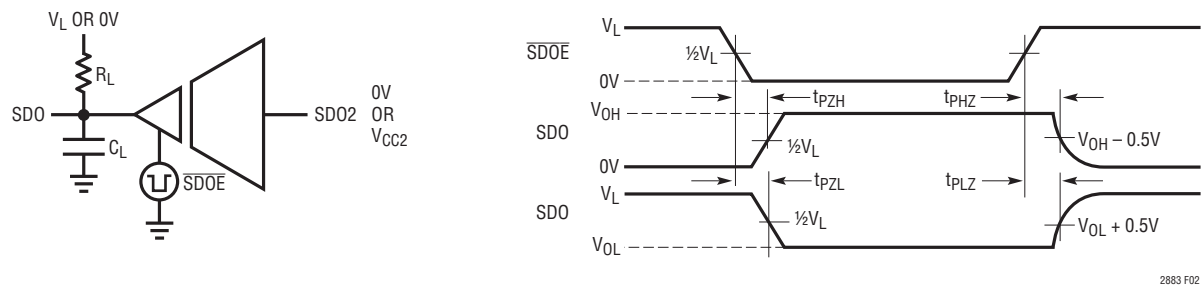 V_L OR 0V
R_L
SDO
C_L
SDOE
SDO2
0V
OR
V_CC2
V_L
SDOE
½V_L
0V
t_PZH
t_PHZ
V_OH
SDO
½V_L
V_OH – 0.5V
0V
t_PZL
t_PLZ
V_L
SDO
½V_L
V_OL + 0.5V
V_OL
2883 F02